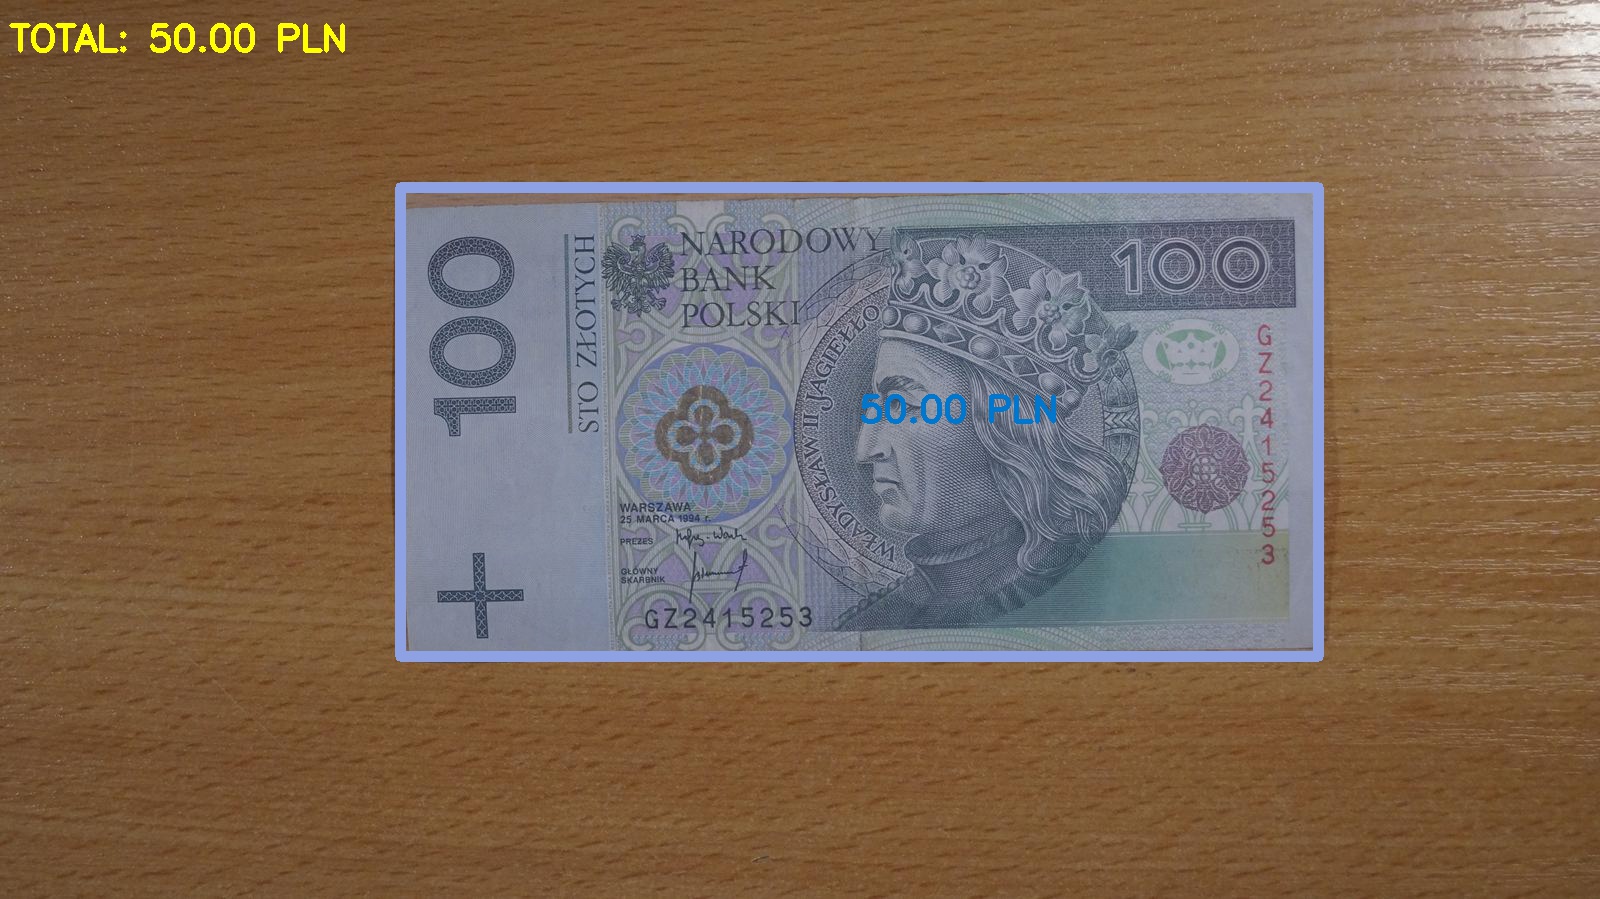 TOTAL: 50.00 PLN
100
STO ZŁOTYCH
NARODOWY
BANK
POLSKI
100
WŁADYSŁAW II JAGIEŁŁO
50.00 PLN
GZ2415253
WARSZAWA
25 MARCA 1994 r.
PREZES
GŁÓWNY
SKARBNIK
GZ2415253